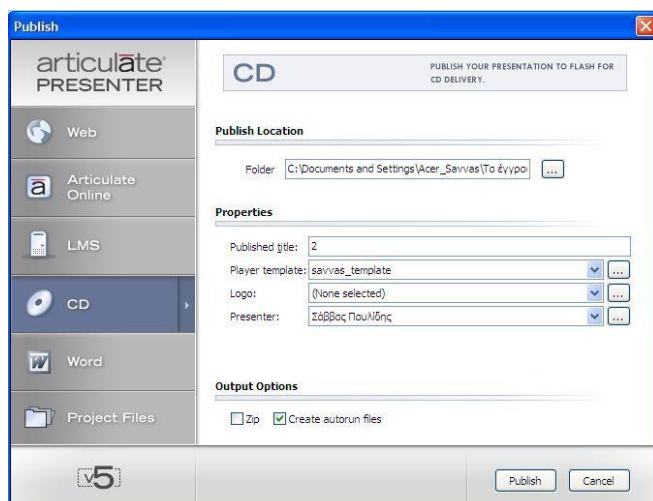 Publish
articulate
PRESENTER
Web
Articulate
Online
LMS
CD
Word
Project Files
v5
CD
PUBLISH YOUR PRESENTATION TO FLASH FOR
CD DELIVERY.
Publish Location
Folder C:\Documents and Settings\Acer_Savvas\Τα έγγρα
Properties
Published title: 2
Player template: savvas_template
Logo: (None selected)
Presenter: Σάββας Παυλίδης
Output Options
Zip Create autorun files
Publish Cancel